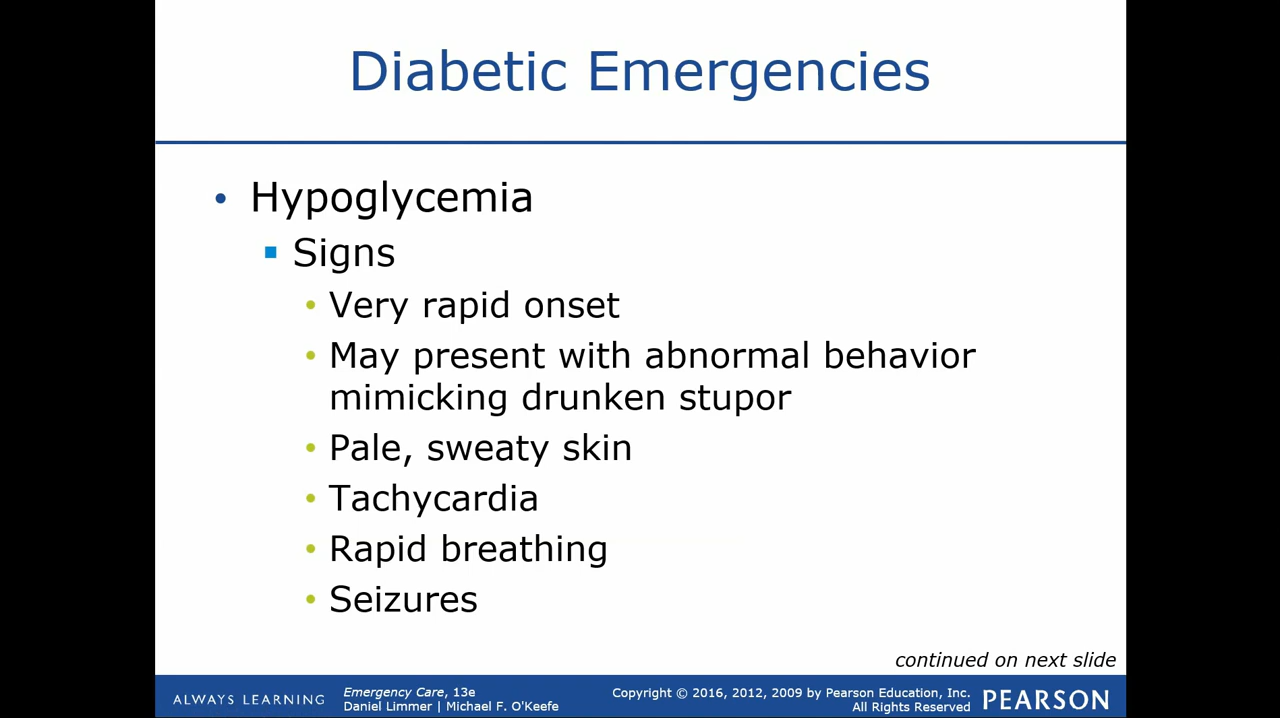 Diabetic Emergencies
• Hypoglycemia
▪ Signs
• Very rapid onset
• May present with abnormal behavior
mimicking drunken stupor
• Pale, sweaty skin
• Tachycardia
• Rapid breathing
• Seizures
continued on next slide
ALWAYS LEARNING
Emergency Care, 13e
Daniel Limmer | Michael F. O'Keefe
Copyright © 2016, 2012, 2009 by Pearson Education, Inc.
All Rights Reserved
PEARSON